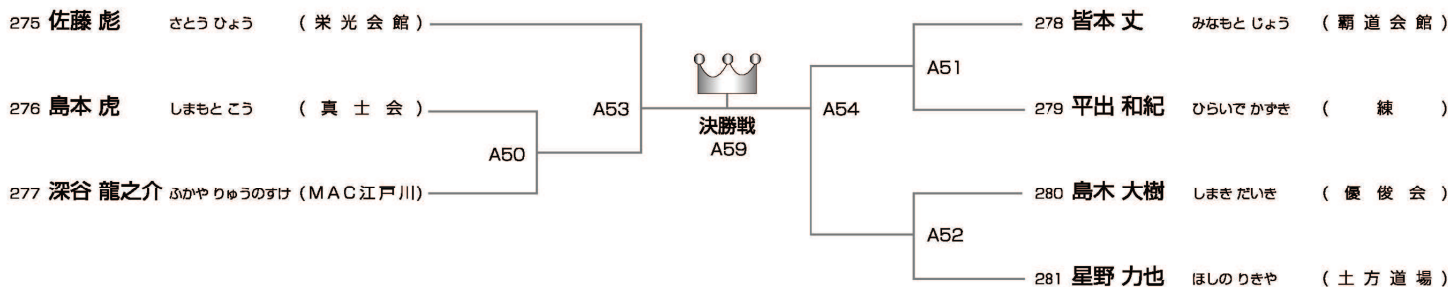 275 佐藤 彪 さとう ひょう (栄光会館)
276 島本 虎 しまもと こう (真士会)
277 深谷 龍之介 ふかや りゅうのすけ (MAC江戸川)
A50
A53
決勝戦
A59
A54
A51
A52
278 皆本 丈 みなもと じょう (覇道会館)
279 平出 和紀 ひらいで かずき (練)
280 島木 大樹 しまき だいき (優俊会)
281 星野 力也 ほしの りきや (土方道場)